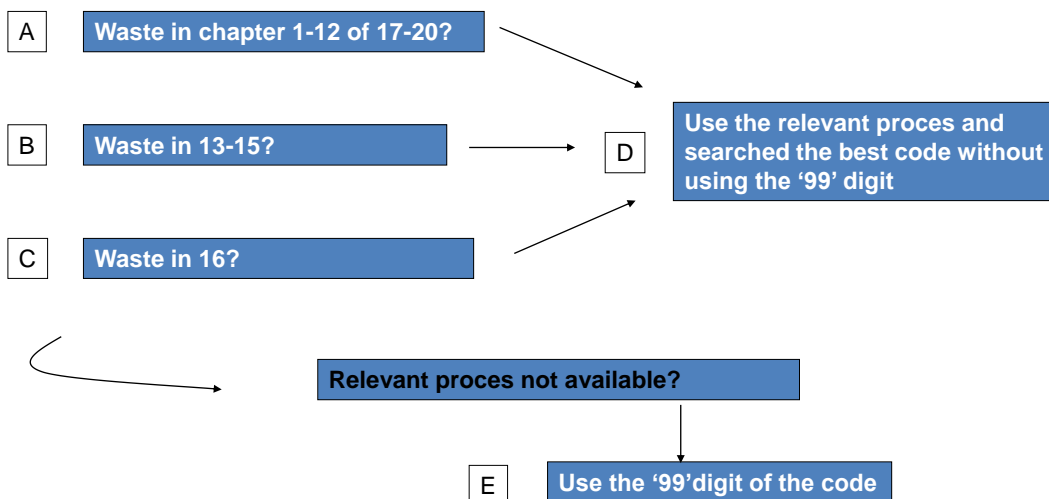 A
Waste in chapter 1-12 of 17-20?
B
Waste in 13-15?
D
Use the relevant proces and
searched the best code without
using the ‘99’ digit
C
Waste in 16?
Relevant proces not available?
E
Use the ‘99’digit of the code